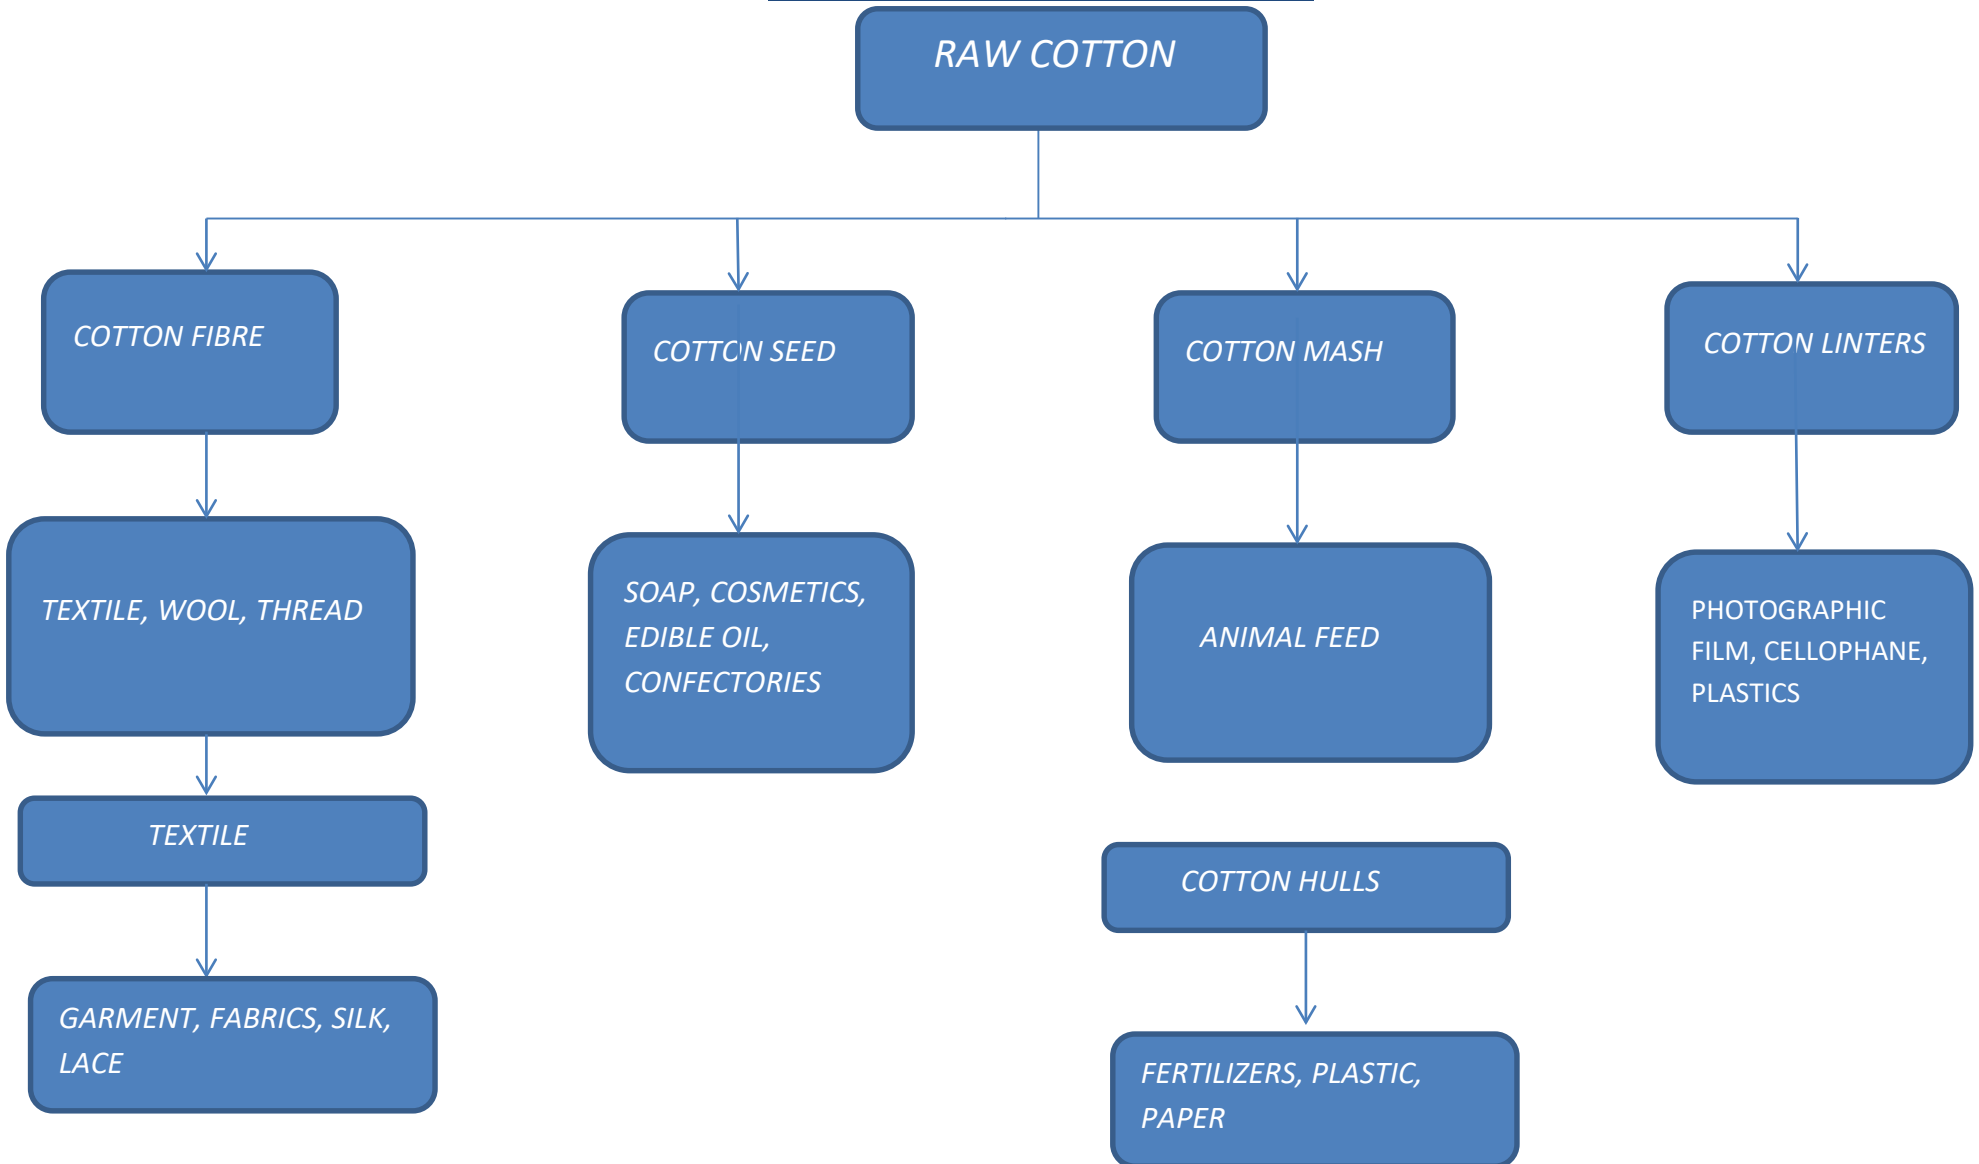 RAW COTTON
COTTON FIBRE
COTTON SEED
COTTON MASH
COTTON LINTERS
TEXTILE, WOOL, THREAD
SOAP, COSMETICS,
EDIBLE OIL,
CONFECTORIES
ANIMAL FEED
PHOTOGRAPHIC
FILM, CELLOPHANE,
PLASTICS
TEXTILE
COTTON HULLS
GARMENT, FABRICS, SILK,
LACE
FERTILIZERS, PLASTIC,
PAPER